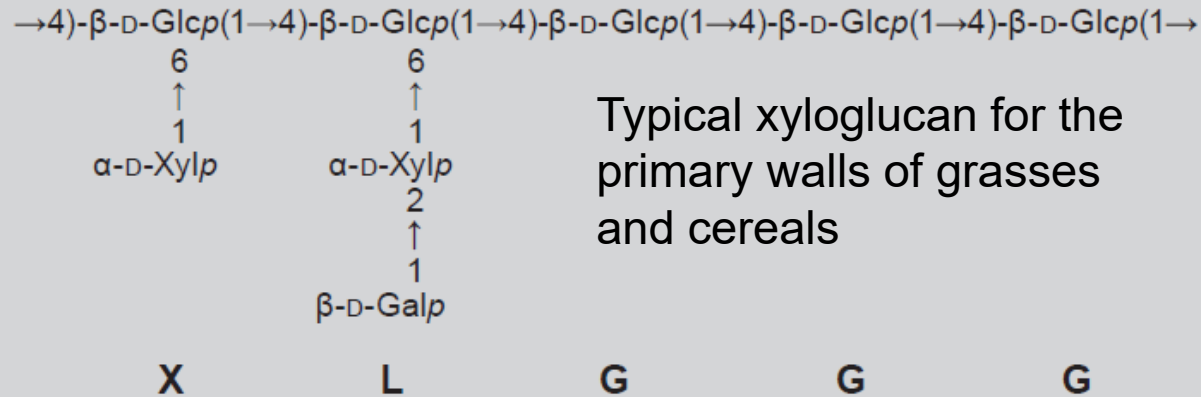 →4)-β-D-Glcp(1→4)-β-D-Glcp(1→4)-β-D-Glcp(1→4)-β-D-Glcp(1→4)-β-D-Glcp(1→
6 6
↑ ↑
1 1
α-D-Xylp α-D-Xylp
2
↑
1
β-D-Galp
Typical xyloglucan for the
primary walls of grasses
and cereals
X L G G G